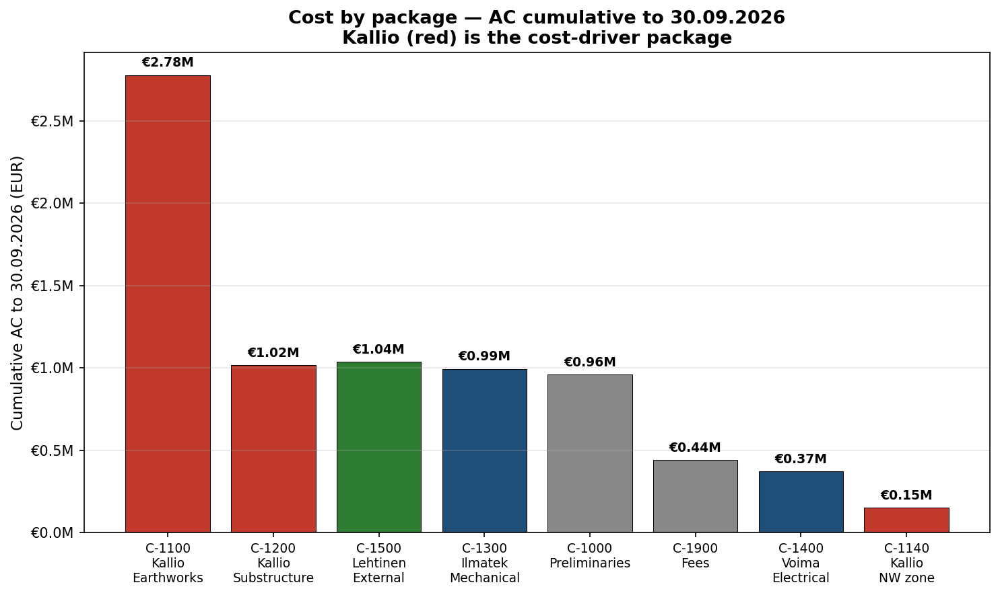 Cost by package — AC cumulative to 30.09.2026
Kallio (red) is the cost-driver package
Cumulative AC to 30.09.2026 (EUR)
€2.5M
€2.0M
€1.5M
€1.0M
€0.5M
€0.0M
€2.78M
€1.02M
€1.04M
€0.99M
€0.96M
€0.44M
€0.37M
€0.15M
C-1100
Kallio
Earthworks
C-1200
Kallio
Substructure
C-1500
Lehtinen
External
C-1300
Ilmatek
Mechanical
C-1000
Preliminaries
C-1900
Fees
C-1400
Voima
Electrical
C-1140
Kallio
NW zone